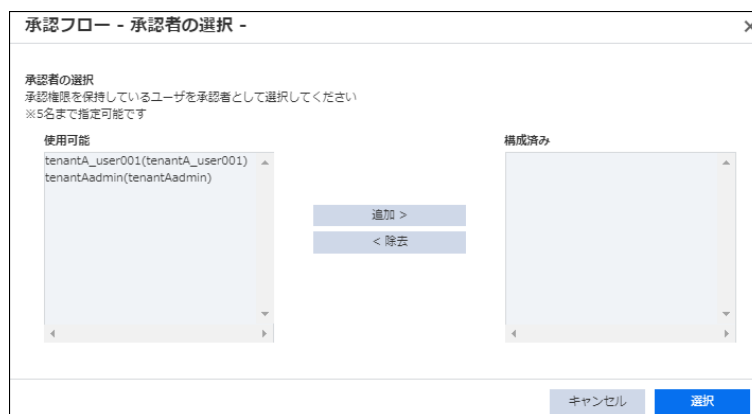 承認フロー - 承認者の選択 -
承認者の選択
承認権限を保持しているユーザを承認者として選択してください
※5名まで指定可能です
使用可能
構成済み
tenantA_user001(tenantA_user001)
tenantAadmin(tenantAadmin)
追加 >
< 除去
キャンセル
選択